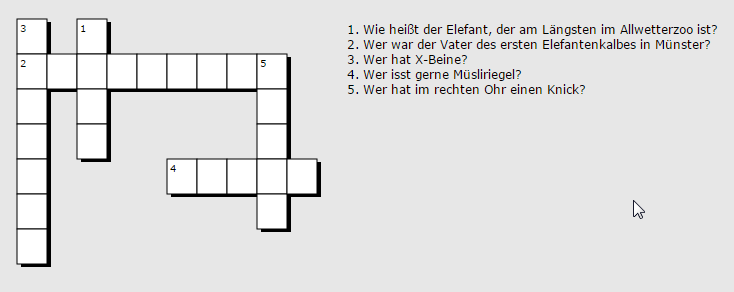 3
1
2
5
4
1. Wie heißt der Elefant, der am Längsten im Allwetterzoo ist?
2. Wer war der Vater des ersten Elefantenkalbes in Münster?
3. Wer hat X-Beine?
4. Wer isst gerne Müsliriegel?
5. Wer hat im rechten Ohr einen Knick?